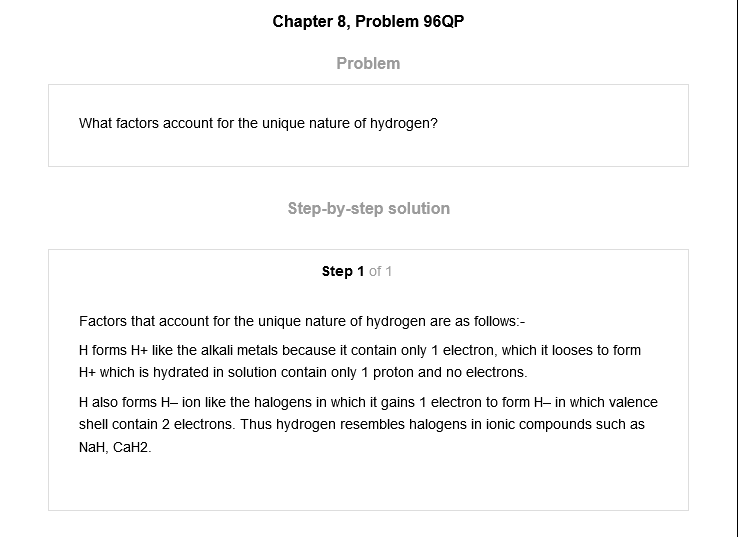 Chapter 8, Problem 96QP
Problem
What factors account for the unique nature of hydrogen?
Step-by-step solution
Step 1 of 1
Factors that account for the unique nature of hydrogen are as follows:-
H forms H+ like the alkali metals because it contain only 1 electron, which it looses to form
H+ which is hydrated in solution contain only 1 proton and no electrons.
H also forms H– ion like the halogens in which it gains 1 electron to form H– in which valence
shell contain 2 electrons. Thus hydrogen resembles halogens in ionic compounds such as
NaH, CaH2.